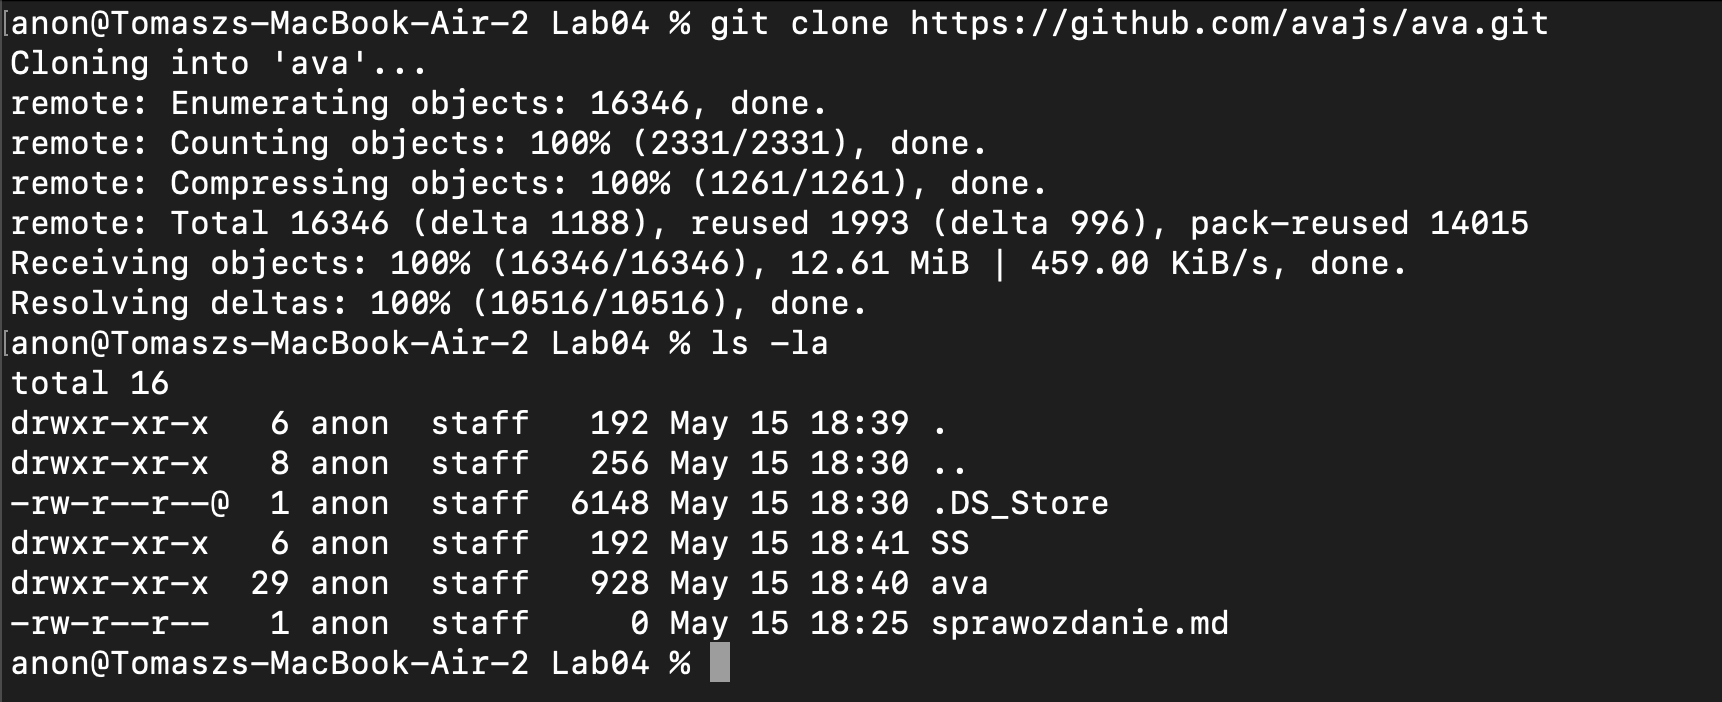 [anon@Tomaszs-MacBook-Air-2 Lab04 % git clone https://github.com/avajs/ava.git
Cloning into 'ava'...
remote: Enumerating objects: 16346, done.
remote: Counting objects: 100% (2331/2331), done.
remote: Compressing objects: 100% (1261/1261), done.
remote: Total 16346 (delta 1188), reused 1993 (delta 996), pack-reused 14015
Receiving objects: 100% (16346/16346), 12.61 MiB | 459.00 KiB/s, done.
Resolving deltas: 100% (10516/10516), done.
[anon@Tomaszs-MacBook-Air-2 Lab04 % ls -la
total 16
drwxr-xr-x   6 anon  staff   192 May 15 18:39 .
drwxr-xr-x   8 anon  staff   256 May 15 18:30 ..
-rw-r--r--@  1 anon  staff  6148 May 15 18:30 .DS_Store
drwxr-xr-x   6 anon  staff   192 May 15 18:41 SS
drwxr-xr-x  29 anon  staff   928 May 15 18:40 ava
-rw-r--r--   1 anon  staff     0 May 15 18:25 sprawozdanie.md
anon@Tomaszs-MacBook-Air-2 Lab04 %